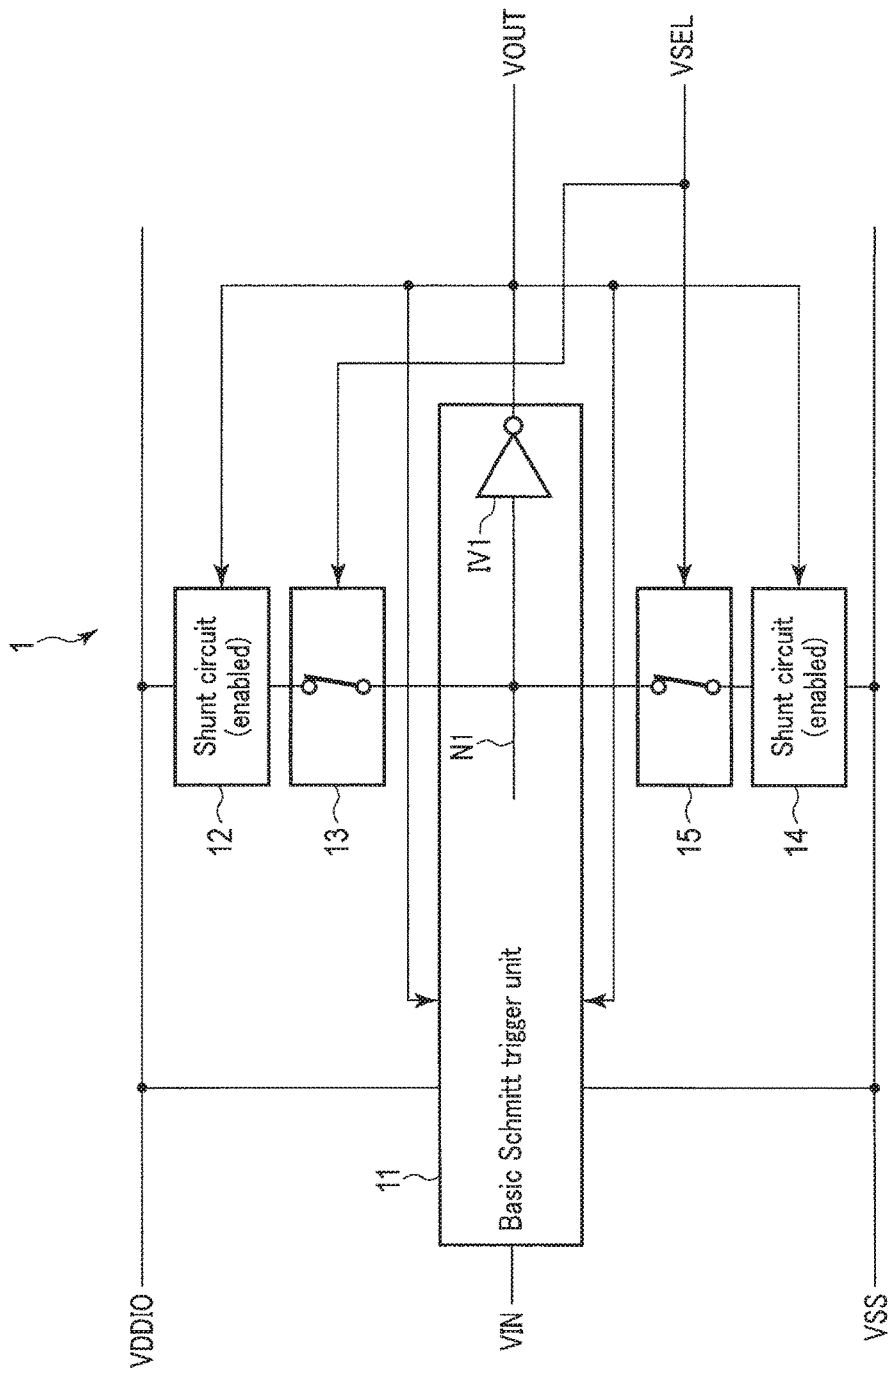 1
VDDIO
12
Shunt circuit
(enabled)
13
11
VIN
Basic Schmitt trigger unit
N1
IV1
VOUT
15
VSEL
14
Shunt circuit
(enabled)
VSS